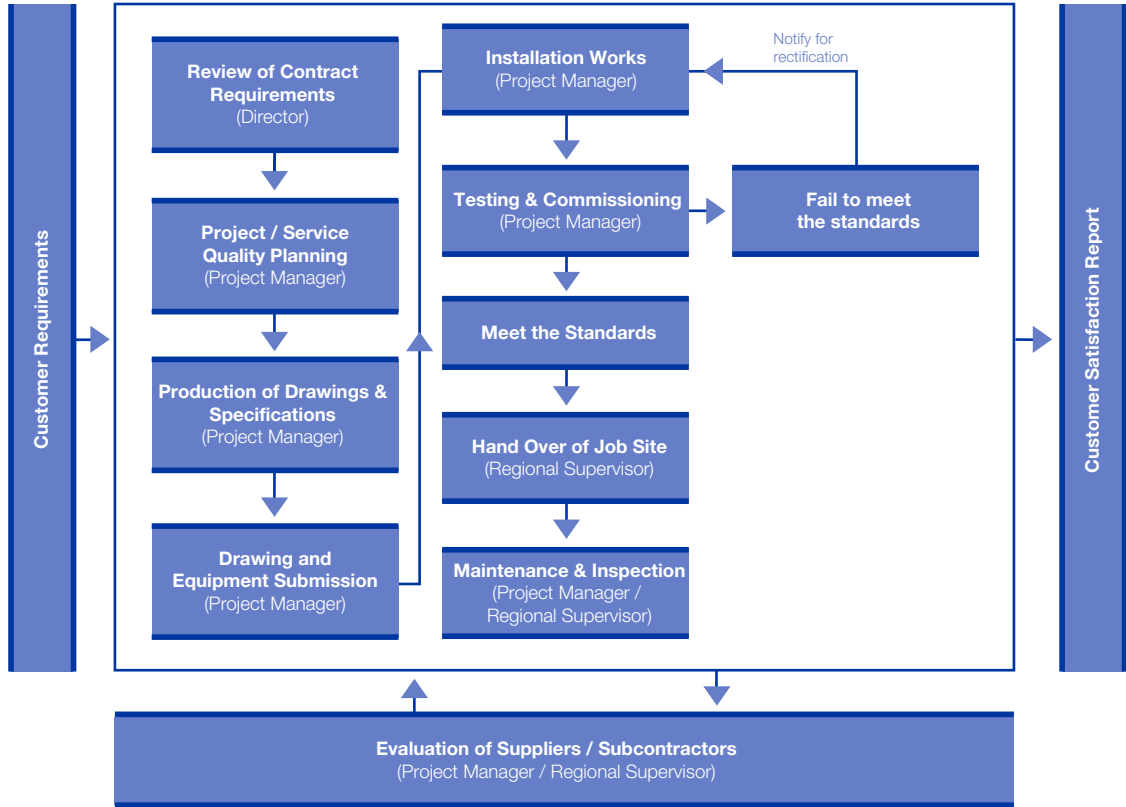 Customer Requirements
Review of Contract
Requirements
(Director)
Project / Service
Quality Planning
(Project Manager)
Production of Drawings &
Specifications
(Project Manager)
Drawing and
Equipment Submission
(Project Manager)
Installation Works
(Project Manager)
Notify for
rectification
Testing & Commissioning
(Project Manager)
Fail to meet
the standards
Meet the Standards
Hand Over of Job Site
(Regional Supervisor)
Maintenance & Inspection
(Project Manager /
Regional Supervisor)
Customer Satisfaction Report
Evaluation of Suppliers / Subcontractors
(Project Manager / Regional Supervisor)